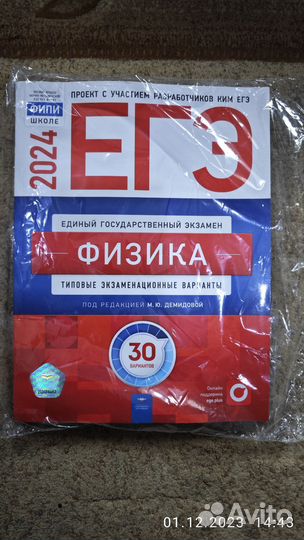 ПРОЕКТ С УЧАСТИЕМ РАЗРАБОТЧИКОВ КИМ ЕГЭ
ФИПИ
ШКОЛЕ
2024
ЕГЭ
ЕДИНЫЙ ГОСУДАРСТВЕННЫЙ ЭКЗАМЕН
ФИЗИКА
ТИПОВЫЕ ЭКЗАМЕНАЦИОННЫЕ ВАРИАНТЫ
ПОД РЕДАКЦИЕЙ М.Ю. ДЕМИДОВОЙ
30
ВАРИАНТОВ
Онлайн
поддержка
Avito
01.12.2023 14:43